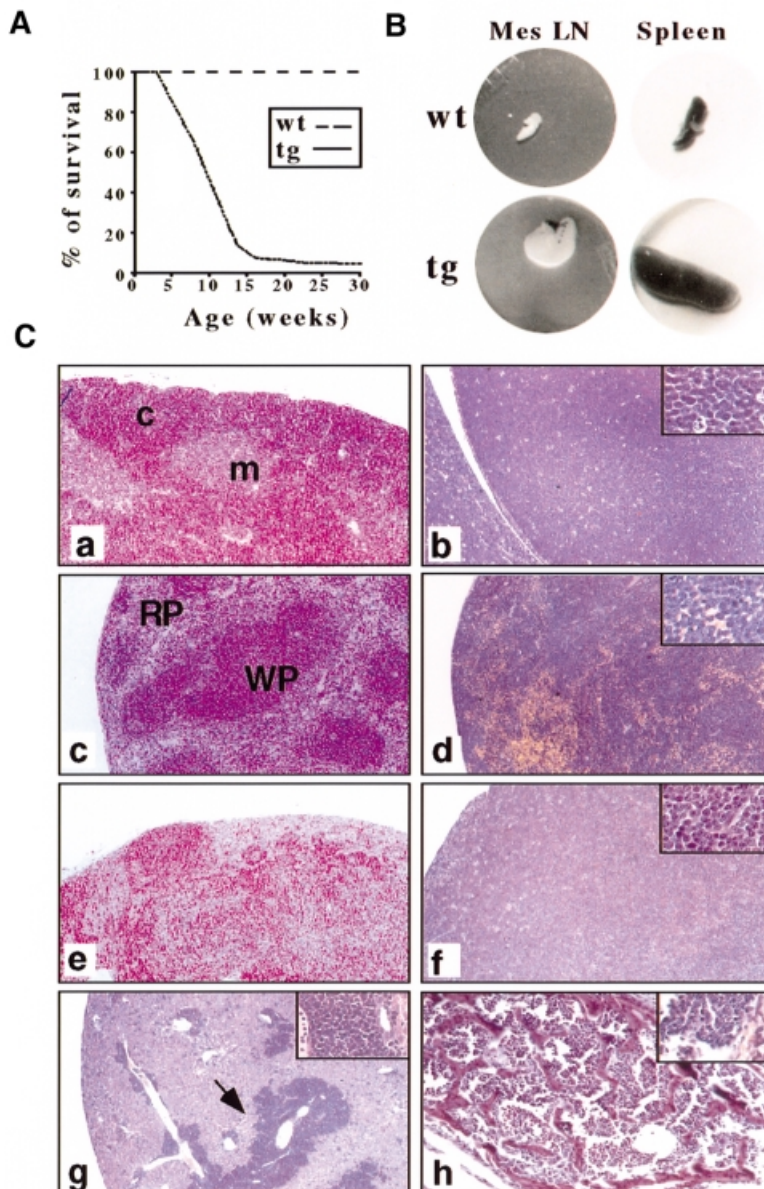 A
B
Mes LN Spleen
wt
tg
% of survival
100
80
60
40
20
0
0 5 10 15 20 25 30
Age (weeks)
wt
tg
C
c
m
a
b
RP
WP
c
d
e
f
g
h